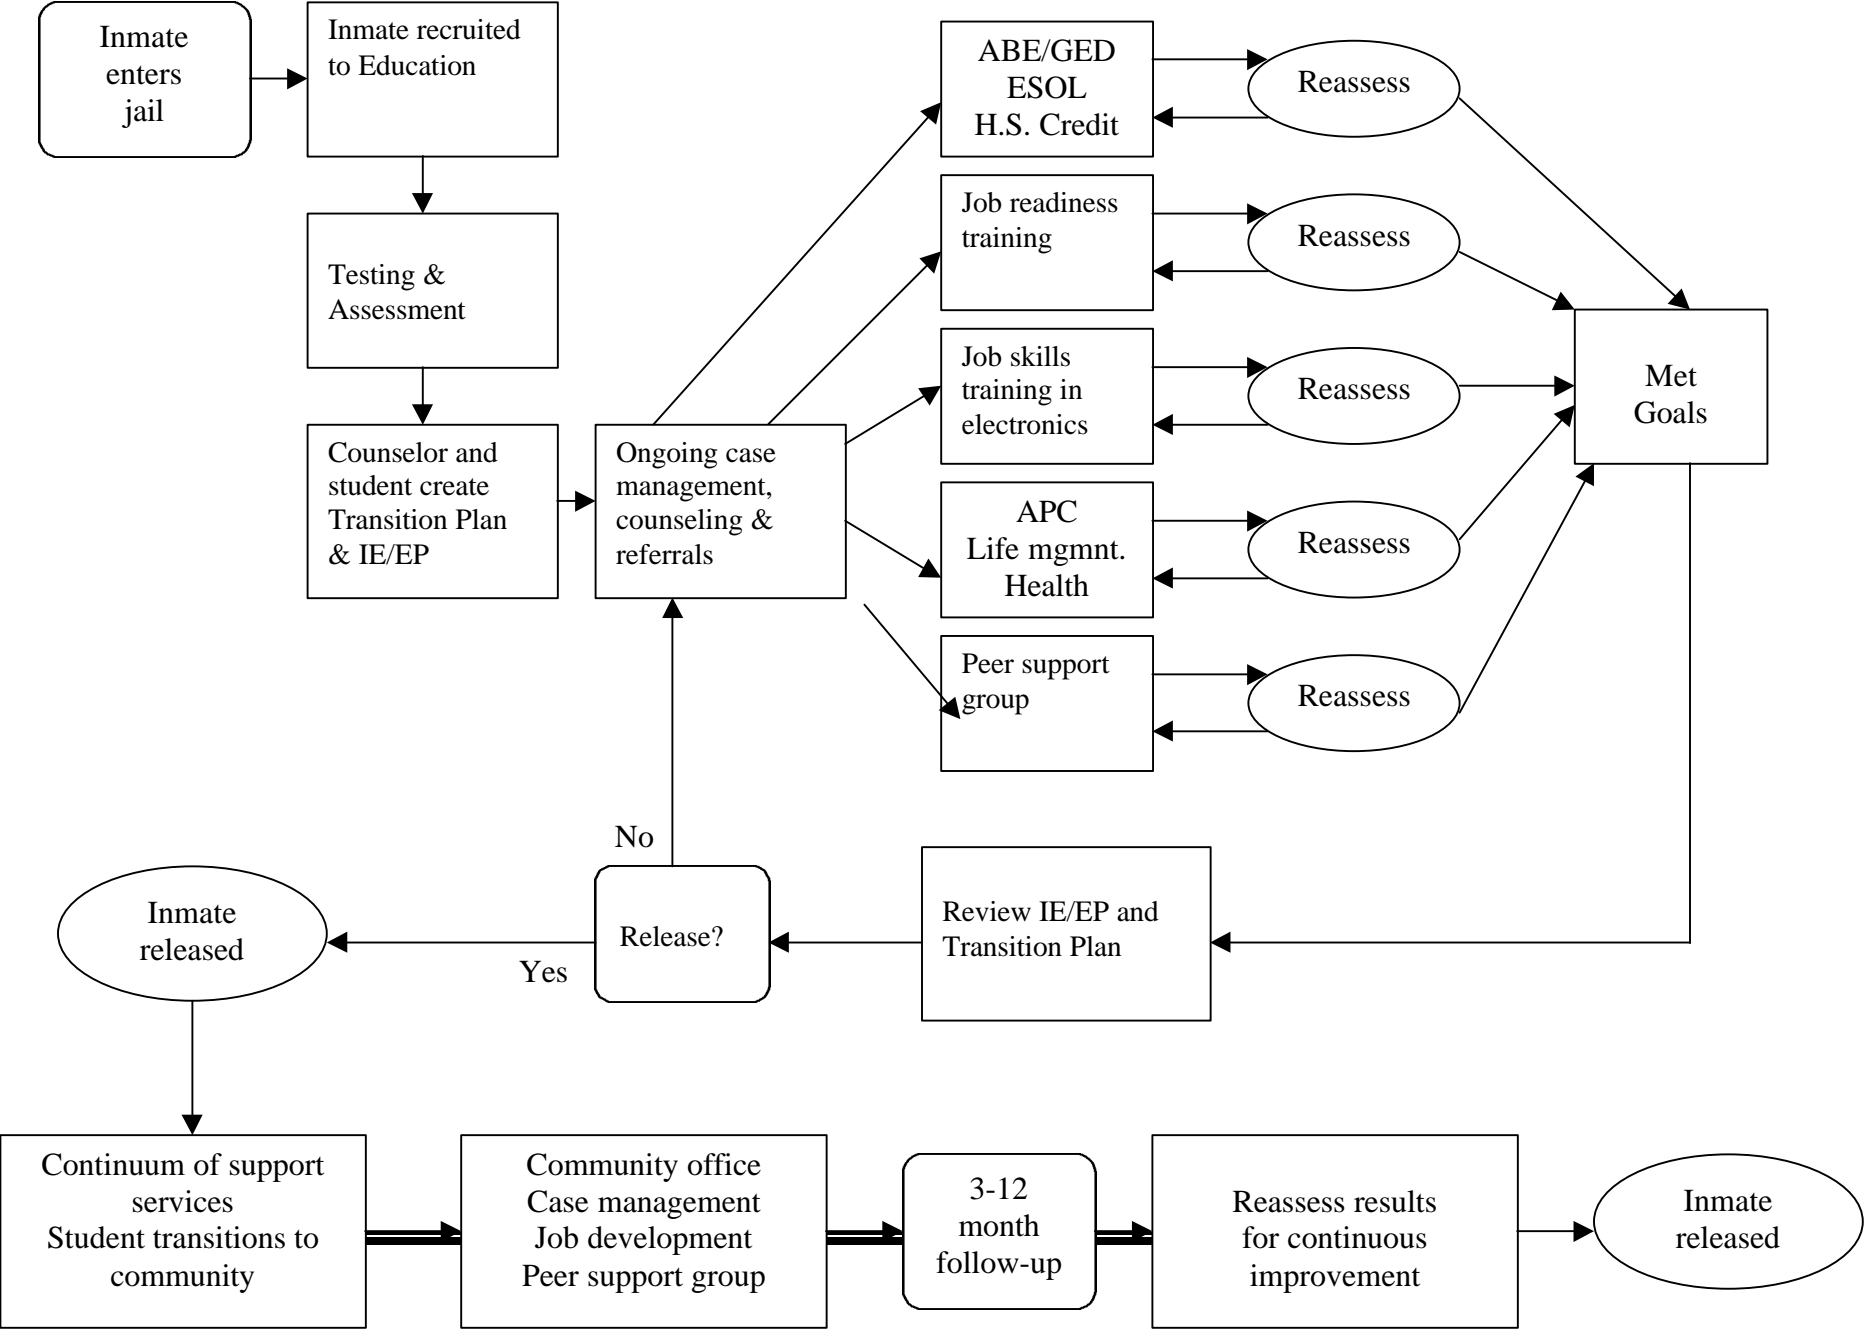 Inmate
enters
jail
Inmate recruited
to Education
Testing &
Assessment
Counselor and
student create
Transition Plan
& IE/EP
Ongoing case
management,
counseling &
referrals
ABE/GED
ESOL
H.S. Credit
Reassess
Job readiness
training
Reassess
Job skills
training in
electronics
Reassess
APC
Life mgmnt.
Health
Reassess
Peer support
group
Reassess
Met
Goals
Review IE/EP and
Transition Plan
Release?
No
Yes
Inmate
released
Continuum of support
services
Student transitions to
community
Community office
Case management
Job development
Peer support group
3-12
month
follow-up
Reassess results
for continuous
improvement
Inmate
released